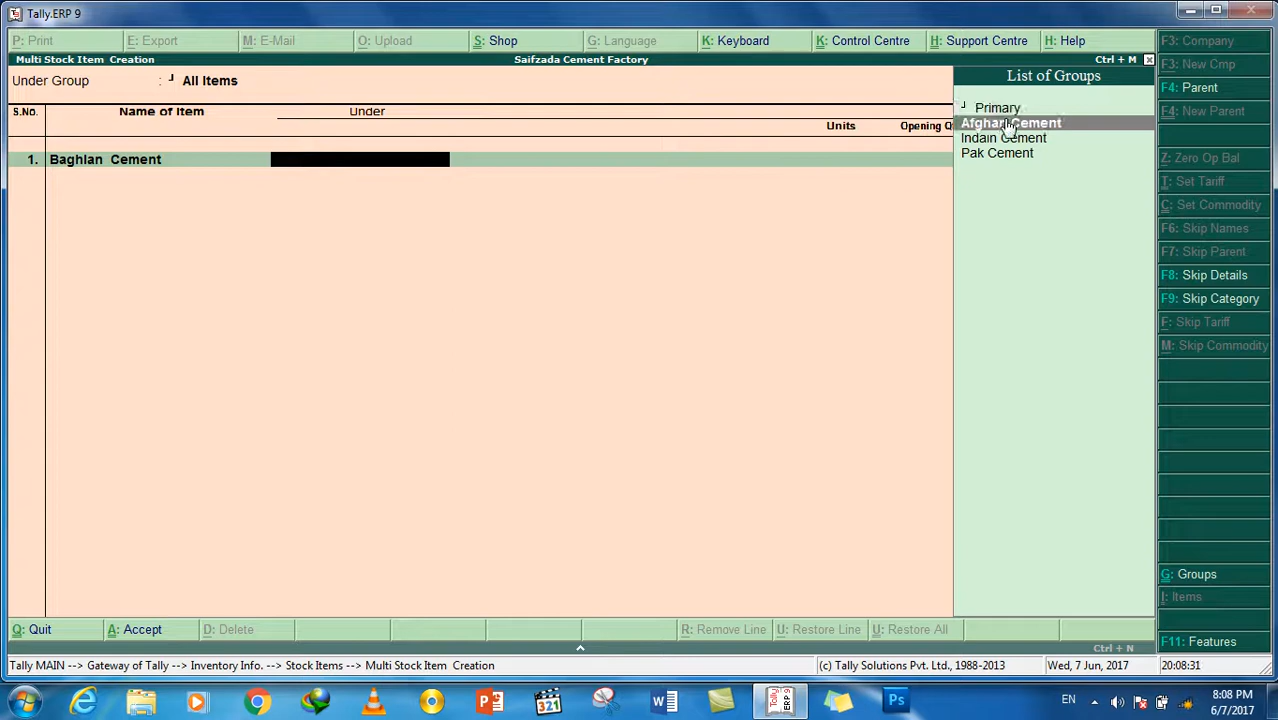 Tally.ERP 9
P: Print E: Export M: E-Mail O: Upload S: Shop G: Language K: Keyboard K: Control Centre H: Support Centre H: Help
Multi Stock Item Creation Saifzada Cement Factory Ctrl + M
Under Group : ┘ All Items
S.No. Name of Item Under
Units Opening Q
1. Baghlan Cement
List of Groups
┘ Primary
Afghan Cement
Indain Cement
Pak Cement
F3: Company
F3: New Cmp
F4: Parent
F4: New Parent
Z: Zero Op Bal
T: Set Tariff
C: Set Commodity
F6: Skip Names
F7: Skip Parent
F8: Skip Details
F9: Skip Category
F: Skip Tariff
M: Skip Commodity
G: Groups
I: Items
F11: Features
Q: Quit A: Accept D: Delete R: Remove Line U: Restore Line U: Restore All
Ctrl + N
Tally MAIN --> Gateway of Tally --> Inventory Info. --> Stock Items --> Multi Stock Item Creation (c) Tally Solutions Pvt. Ltd., 1988-2013 Wed, 7 Jun, 2017 20:08:31
321 EN 8:08 PM
6/7/2017